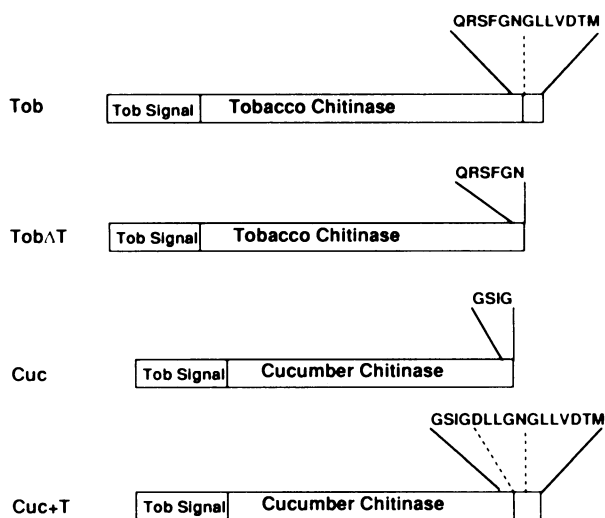 QRSFGNGLLVDTM
Tob Tob Signal Tobacco Chitinase
QRSFGN
TobΔT Tob Signal Tobacco Chitinase
GSIG
Cuc Tob Signal Cucumber Chitinase
GSIGDLLGNGLLVDTM
Cuc+T Tob Signal Cucumber Chitinase